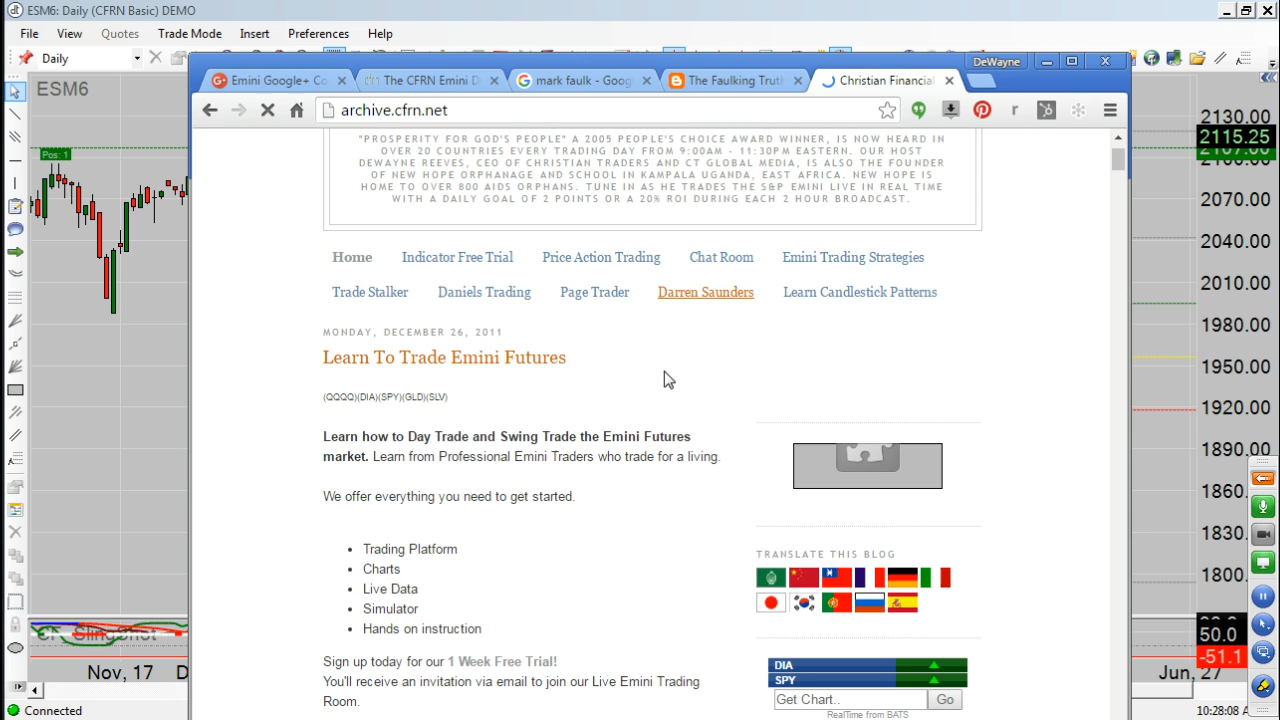 ESM6: Daily (CFRN Basic) DEMO
File View Quotes Trade Mode Insert Preferences Help
Daily
DeWayne
Emini Google+ Co
The CFRN Emini D
mark faulk - Goog
The Faulking Trut
Christian Financial
archive.cfrn.net
ESM6
Pos: 1
"PROSPERITY FOR GOD'S PEOPLE" A 2005 PEOPLE'S CHOICE AWARD WINNER, IS NOW HEARD IN
OVER 20 COUNTRIES EVERY TRADING DAY FROM 9:00AM - 11:30PM EASTERN. OUR HOST
DEWAYNE REEVES, CEO OF CHRISTIAN TRADERS AND CT GLOBAL MEDIA, IS ALSO THE FOUNDER
OF NEW HOPE ORPHANAGE AND SCHOOL IN KAMPALA UGANDA, EAST AFRICA. NEW HOPE IS
HOME TO OVER 800 AIDS ORPHANS. TUNE IN AS HE TRADES THE S&P EMINI LIVE IN REAL TIME
WITH A DAILY GOAL OF 2 POINTS OR A 20% ROI DURING EACH 2 HOUR BROADCAST.
Home Indicator Free Trial Price Action Trading Chat Room Emini Trading Strategies
Trade Stalker Daniels Trading Page Trader Darren Saunders Learn Candlestick Patterns
MONDAY, DECEMBER 26, 2011
Learn To Trade Emini Futures
(QQQQ)(DIA)(SPY)(GLD)(SLV)
Learn how to Day Trade and Swing Trade the Emini Futures
market. Learn from Professional Emini Traders who trade for a living.
We offer everything you need to get started.
• Trading Platform
• Charts
• Live Data
• Simulator
• Hands on instruction
Sign up today for our 1 Week Free Trial!
You'll receive an invitation via email to join our Live Emini Trading
Room.
TRANSLATE THIS BLOG
DIA
SPY
Get Chart.. Go
RealTime from BATS
2130.00
2115.25
2070.00
2040.00
2010.00
1980.00
1950.00
1920.00
1890.
1860.
1830.
1800.
50.0
-51.1
CF SlingShot
Nov, 17 D
Jun, 27
Connected
10:28:08